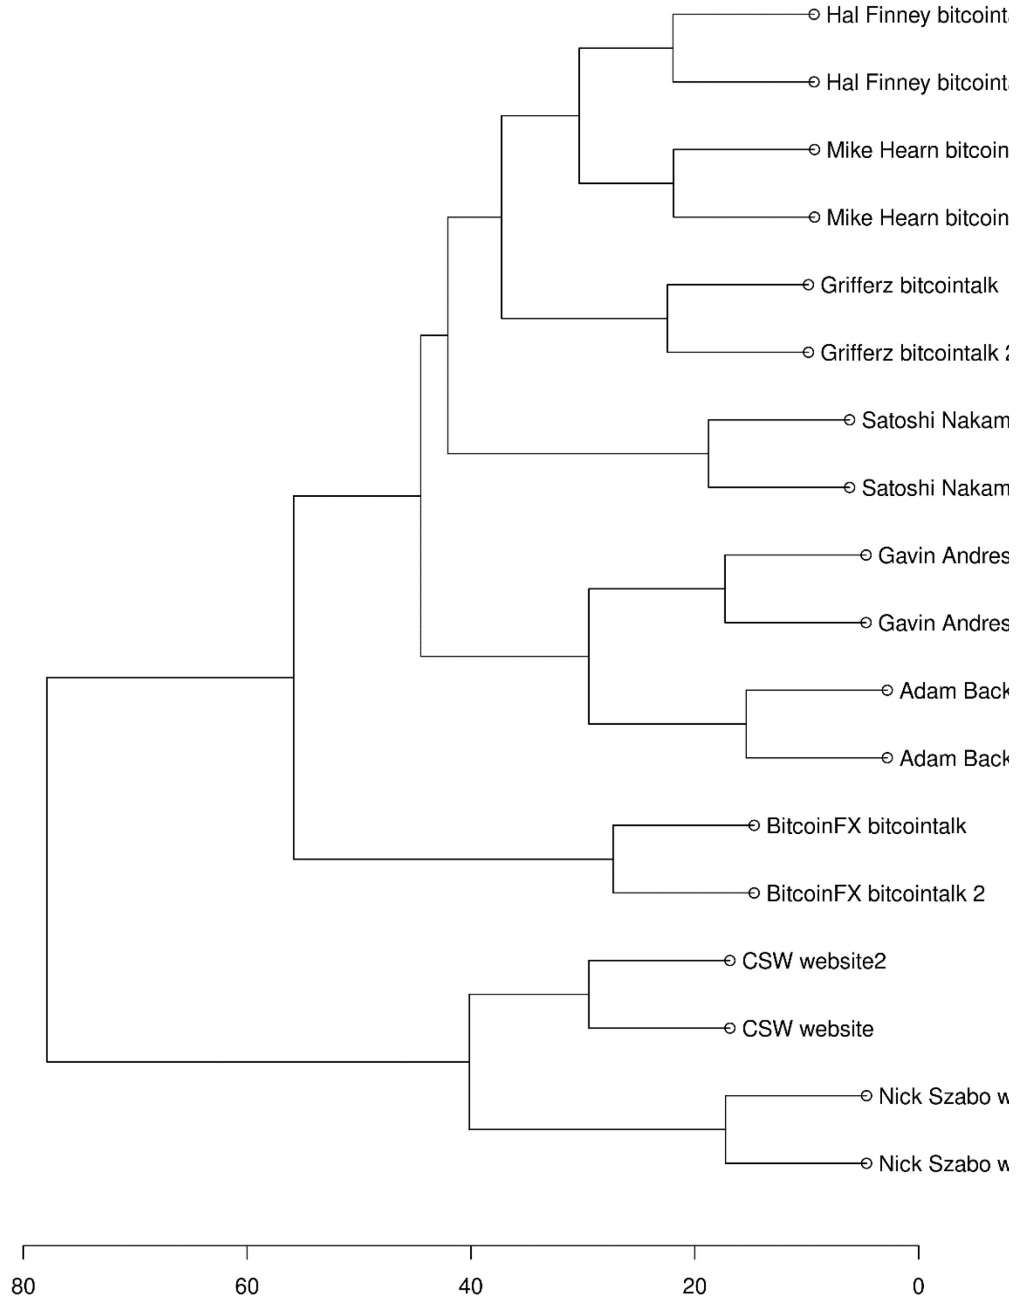 Hal Finney bitcoint
Hal Finney bitcoint
Mike Hearn bitcoin
Mike Hearn bitcoin
Grifferz bitcointalk
Grifferz bitcointalk 2
Satoshi Nakam
Satoshi Nakam
Gavin Andres
Gavin Andres
Adam Back
Adam Back
BitcoinFX bitcointalk
BitcoinFX bitcointalk 2
CSW website2
CSW website
Nick Szabo w
Nick Szabo w
80 60 40 20 0